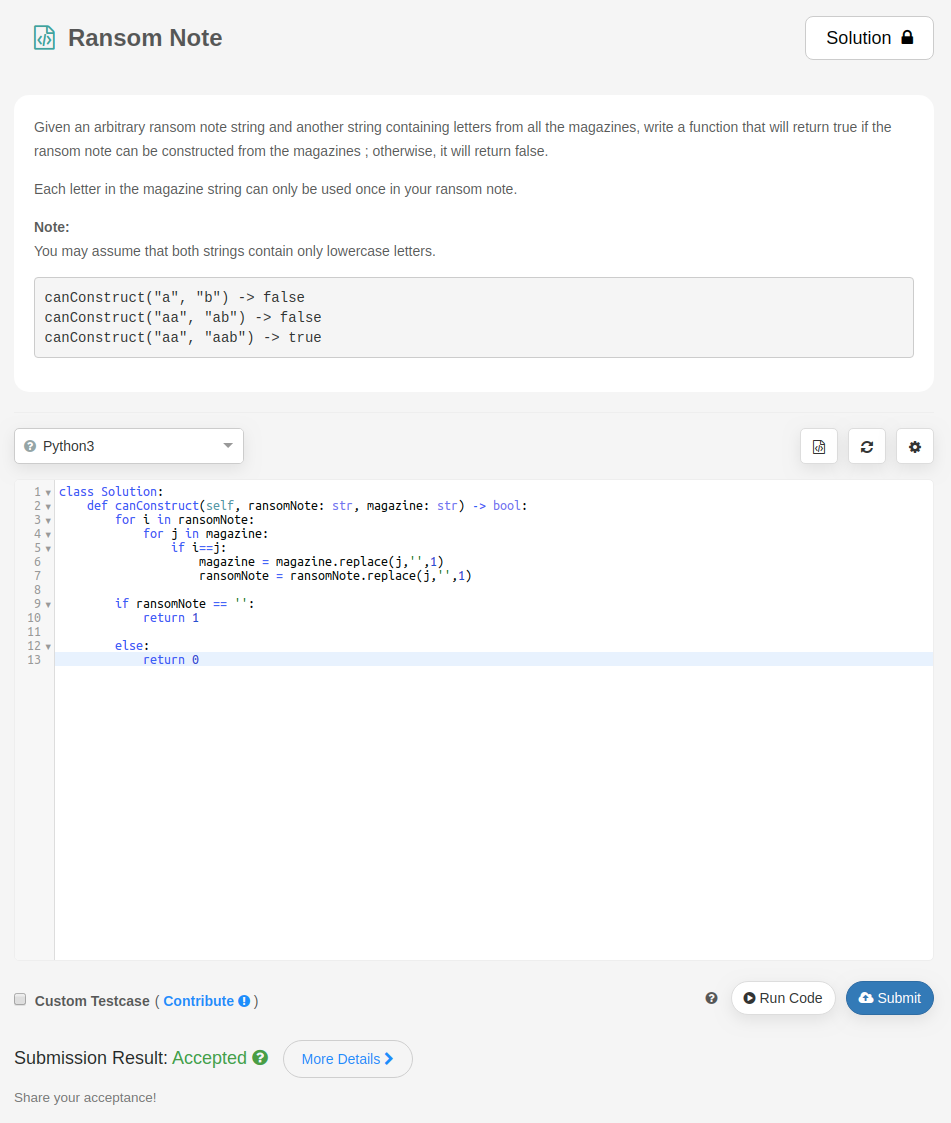 Ransom Note
Solution
Given an arbitrary ransom note string and another string containing letters from all the magazines, write a function that will return true if the
ransom note can be constructed from the magazines ; otherwise, it will return false.
Each letter in the magazine string can only be used once in your ransom note.
Note:
You may assume that both strings contain only lowercase letters.
canConstruct("a", "b") -> false
canConstruct("aa", "ab") -> false
canConstruct("aa", "aab") -> true
Python3
1 class Solution:
2     def canConstruct(self, ransomNote: str, magazine: str) -> bool:
3         for i in ransomNote:
4             for j in magazine:
5                 if i==j:
6                     magazine = magazine.replace(j,'',1)
7                     ransomNote = ransomNote.replace(j,'',1)
8
9         if ransomNote == '':
10             return 1
11
12         else:
13             return 0
Custom Testcase ( Contribute )
Run Code
Submit
Submission Result: Accepted
More Details
Share your acceptance!